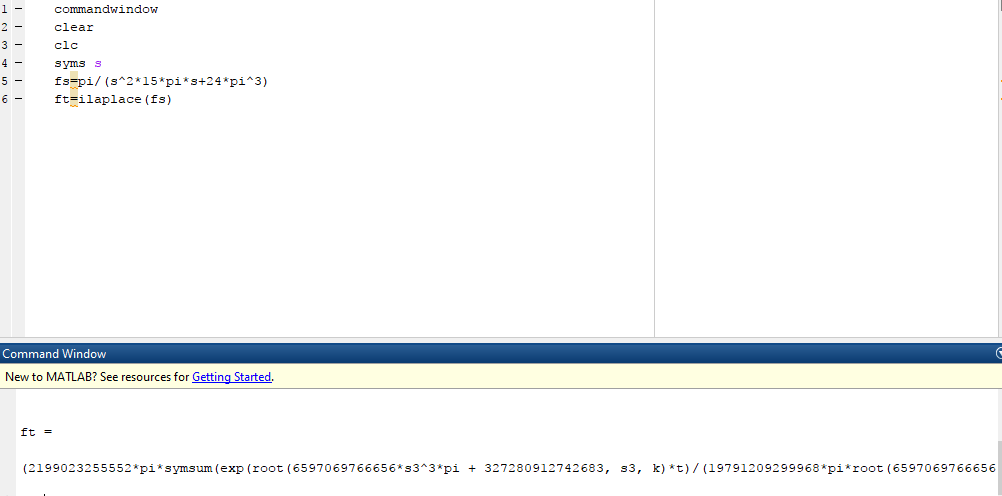 1 - commandwindow
2 - clear
3 - clc
4 - syms s
5 - fs=pi/(s^2*15*pi*s+24*pi^3)
6 - ft=ilaplace(fs)
Command Window
New to MATLAB? See resources for Getting Started.
ft =
(2199023255552*pi*symsum(exp(root(6597069766656*s3^3*pi + 327280912742683, s3, k)*t)/(19791209299968*pi*root(6597069766656